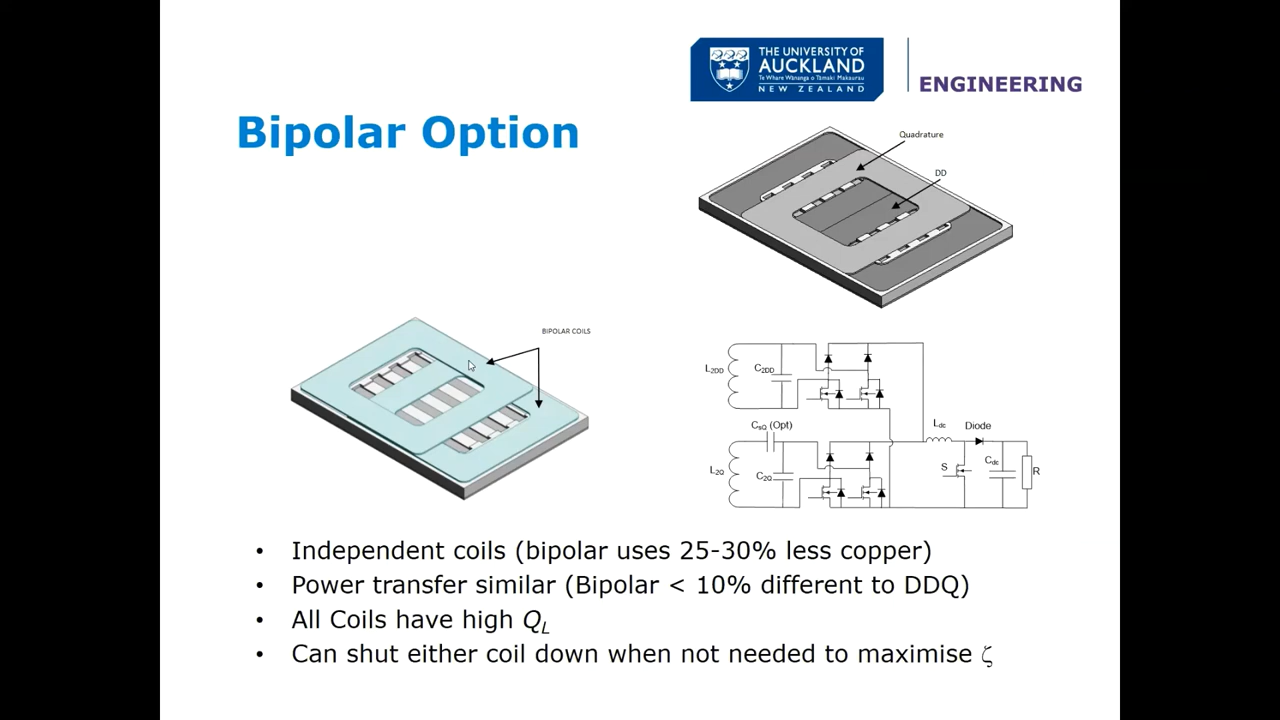 THE UNIVERSITY OF
AUCKLAND
Te Whare Wānanga o Tāmaki Makaurau
NEW ZEALAND
ENGINEERING
Bipolar Option
Quadrature
DD
BIPOLAR COILS
L2DD
C2DD
CsQ (Opt)
L2Q
C2Q
Ldc
Diode
S
Cdc
R
• Independent coils (bipolar uses 25-30% less copper)
• Power transfer similar (Bipolar < 10% different to DDQ)
• All Coils have high QL
• Can shut either coil down when not needed to maximise ζ